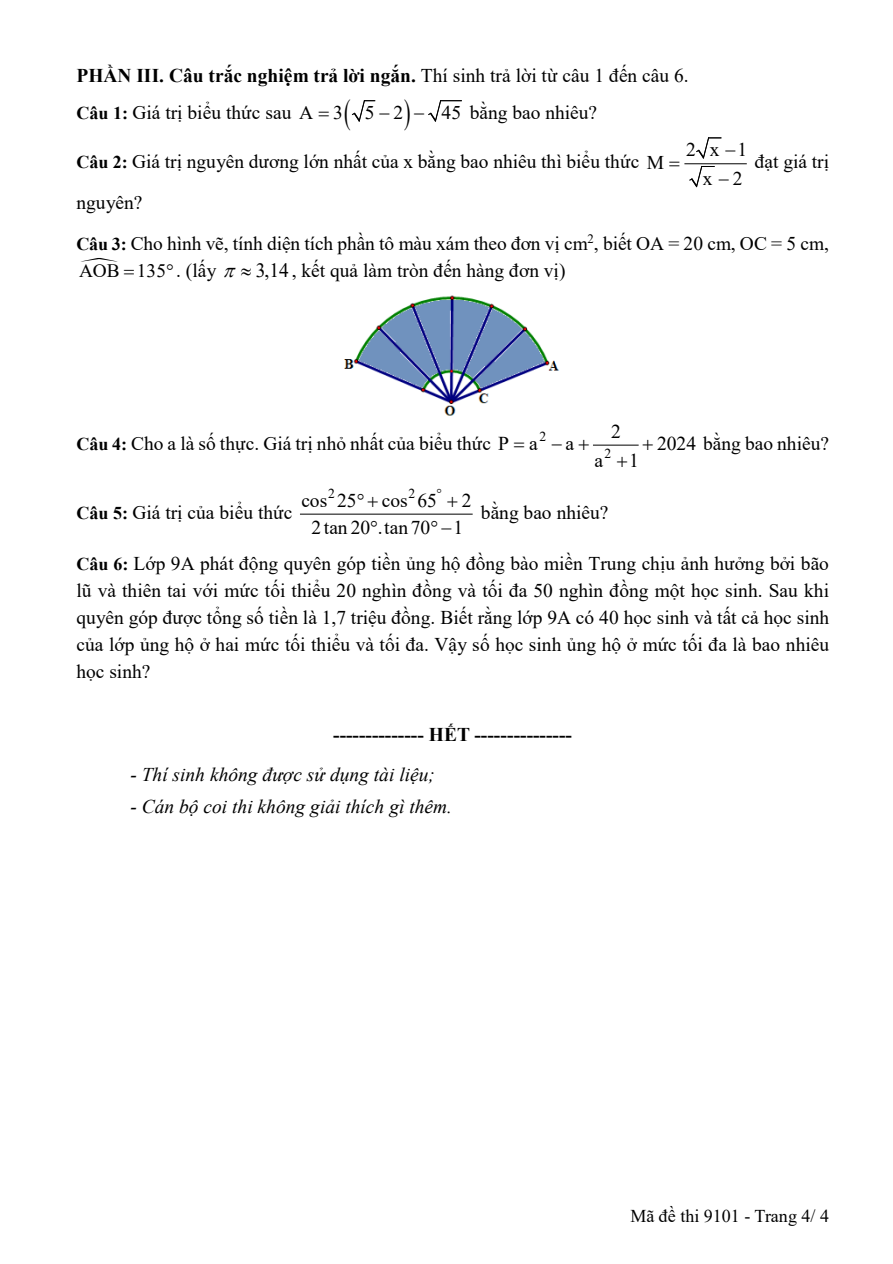 PHẦN III. Câu trắc nghiệm trả lời ngắn. Thí sinh trả lời từ câu 1 đến câu 6.
Câu 1: Giá trị biểu thức sau A = 3(√5 − 2) − √45 bằng bao nhiêu?
Câu 2: Giá trị nguyên dương lớn nhất của x bằng bao nhiêu thì biểu thức M = (2√x − 1)/(√x − 2) đạt giá trị
nguyên?
Câu 3: Cho hình vẽ, tính diện tích phần tô màu xám theo đơn vị cm², biết OA = 20 cm, OC = 5 cm,
AOB = 135°. (lấy π ≈ 3,14, kết quả làm tròn đến hàng đơn vị)
B
A
C
O
Câu 4: Cho a là số thực. Giá trị nhỏ nhất của biểu thức P = a² − a + 2/(a² + 1) + 2024 bằng bao nhiêu?
Câu 5: Giá trị của biểu thức (cos²25° + cos²65° + 2)/(2 tan 20°.tan 70° − 1) bằng bao nhiêu?
Câu 6: Lớp 9A phát động quyên góp tiền ủng hộ đồng bào miền Trung chịu ảnh hưởng bởi bão
lũ và thiên tai với mức tối thiểu 20 nghìn đồng và tối đa 50 nghìn đồng một học sinh. Sau khi
quyên góp được tổng số tiền là 1,7 triệu đồng. Biết rằng lớp 9A có 40 học sinh và tất cả học sinh
của lớp ủng hộ ở hai mức tối thiểu và tối đa. Vậy số học sinh ủng hộ ở mức tối đa là bao nhiêu
học sinh?
-------------- HẾT ---------------
- Thí sinh không được sử dụng tài liệu;
- Cán bộ coi thi không giải thích gì thêm.
Mã đề thi 9101 - Trang 4/ 4